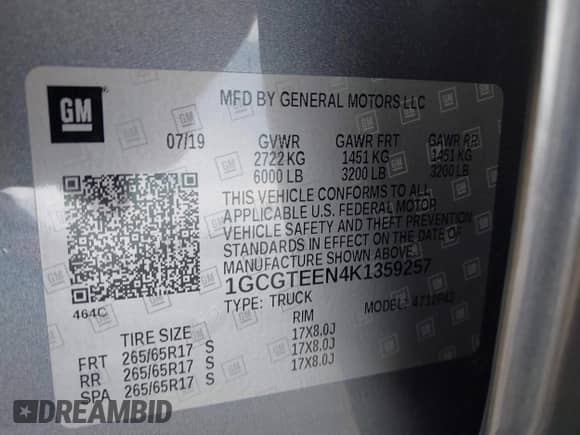 GM
MFD BY GENERAL MOTORS LLC
07/19 GVWR GAWR FRT GAWR RR
2722 KG 1451 KG 1451 KG
6000 LB 3200 LB 3200 LB
THIS VEHICLE CONFORMS TO ALL
APPLICABLE U.S. FEDERAL MOTOR
VEHICLE SAFETY AND THEFT PREVENTION
STANDARDS IN EFFECT ON THE DATE OF
MANUFACTURE SHOWN ABOVE.
1GCGTEEN4K1359257
464C
TYPE: TRUCK MODEL:
TIRE SIZE RIM
FRT 265/65R17 S 17X8.0J
RR 265/65R17 S 17X8.0J
SPA 265/65R17 S 17X8.0J
DREAMBID